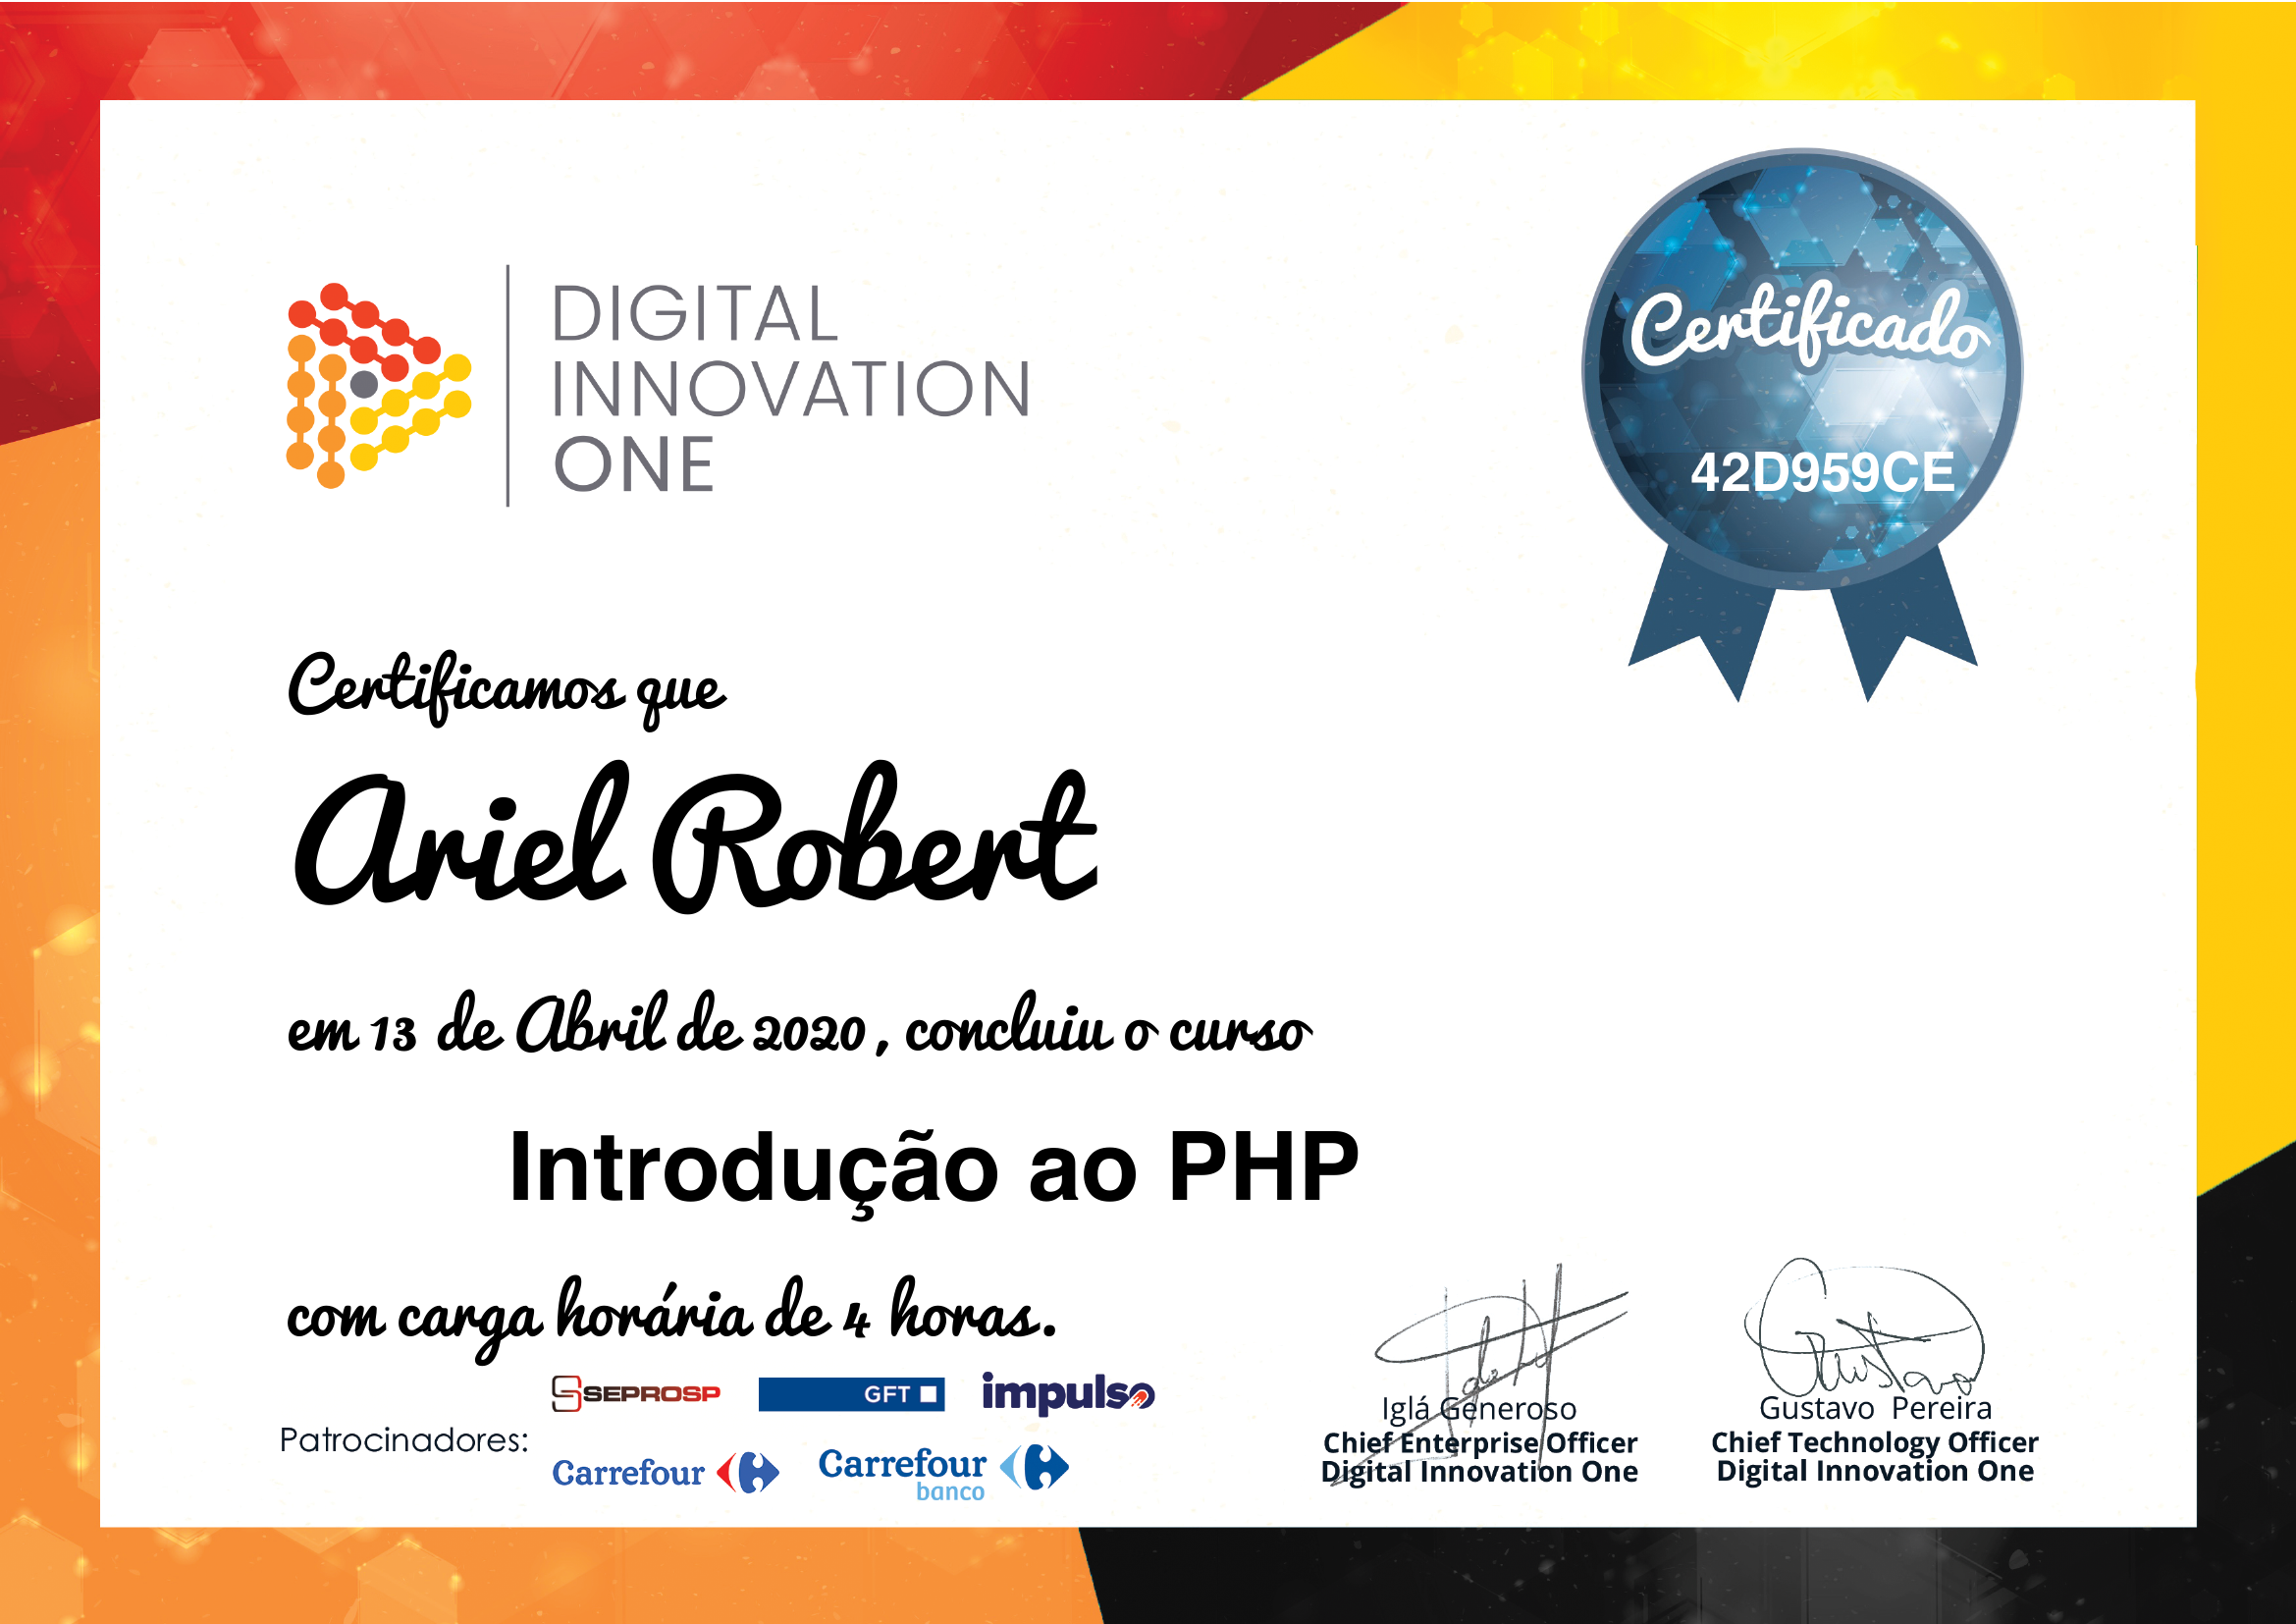 DIGITAL
INNOVATION
ONE
Certificado
42D959CE
Certificamos que
Ariel Robert
em 13 de Abril de 2020, concluiu o curso
Introdução ao PHP
com carga horária de 4 horas.
Patrocinadores:
SEPROSP
GFT
impulso
Carrefour
Carrefour
banco
Iglá Generoso
Chief Enterprise Officer
Digital Innovation One
Gustavo
Gustavo Pereira
Chief Technology Officer
Digital Innovation One